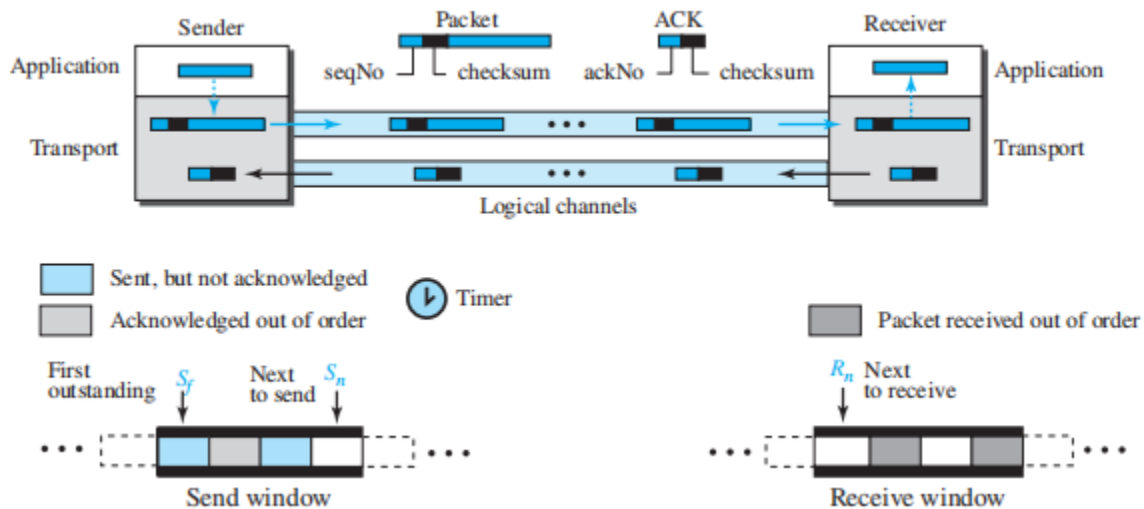 Sender
Packet
ACK
Receiver
Application
seqNo
checksum
ackNo
checksum
Application
Transport
Transport
Logical channels
Sent, but not acknowledged
Timer
Acknowledged out of order
Packet received out of order
First
outstanding
Sf
Next
to send
Sn
Rn
Next
to receive
Send window
Receive window